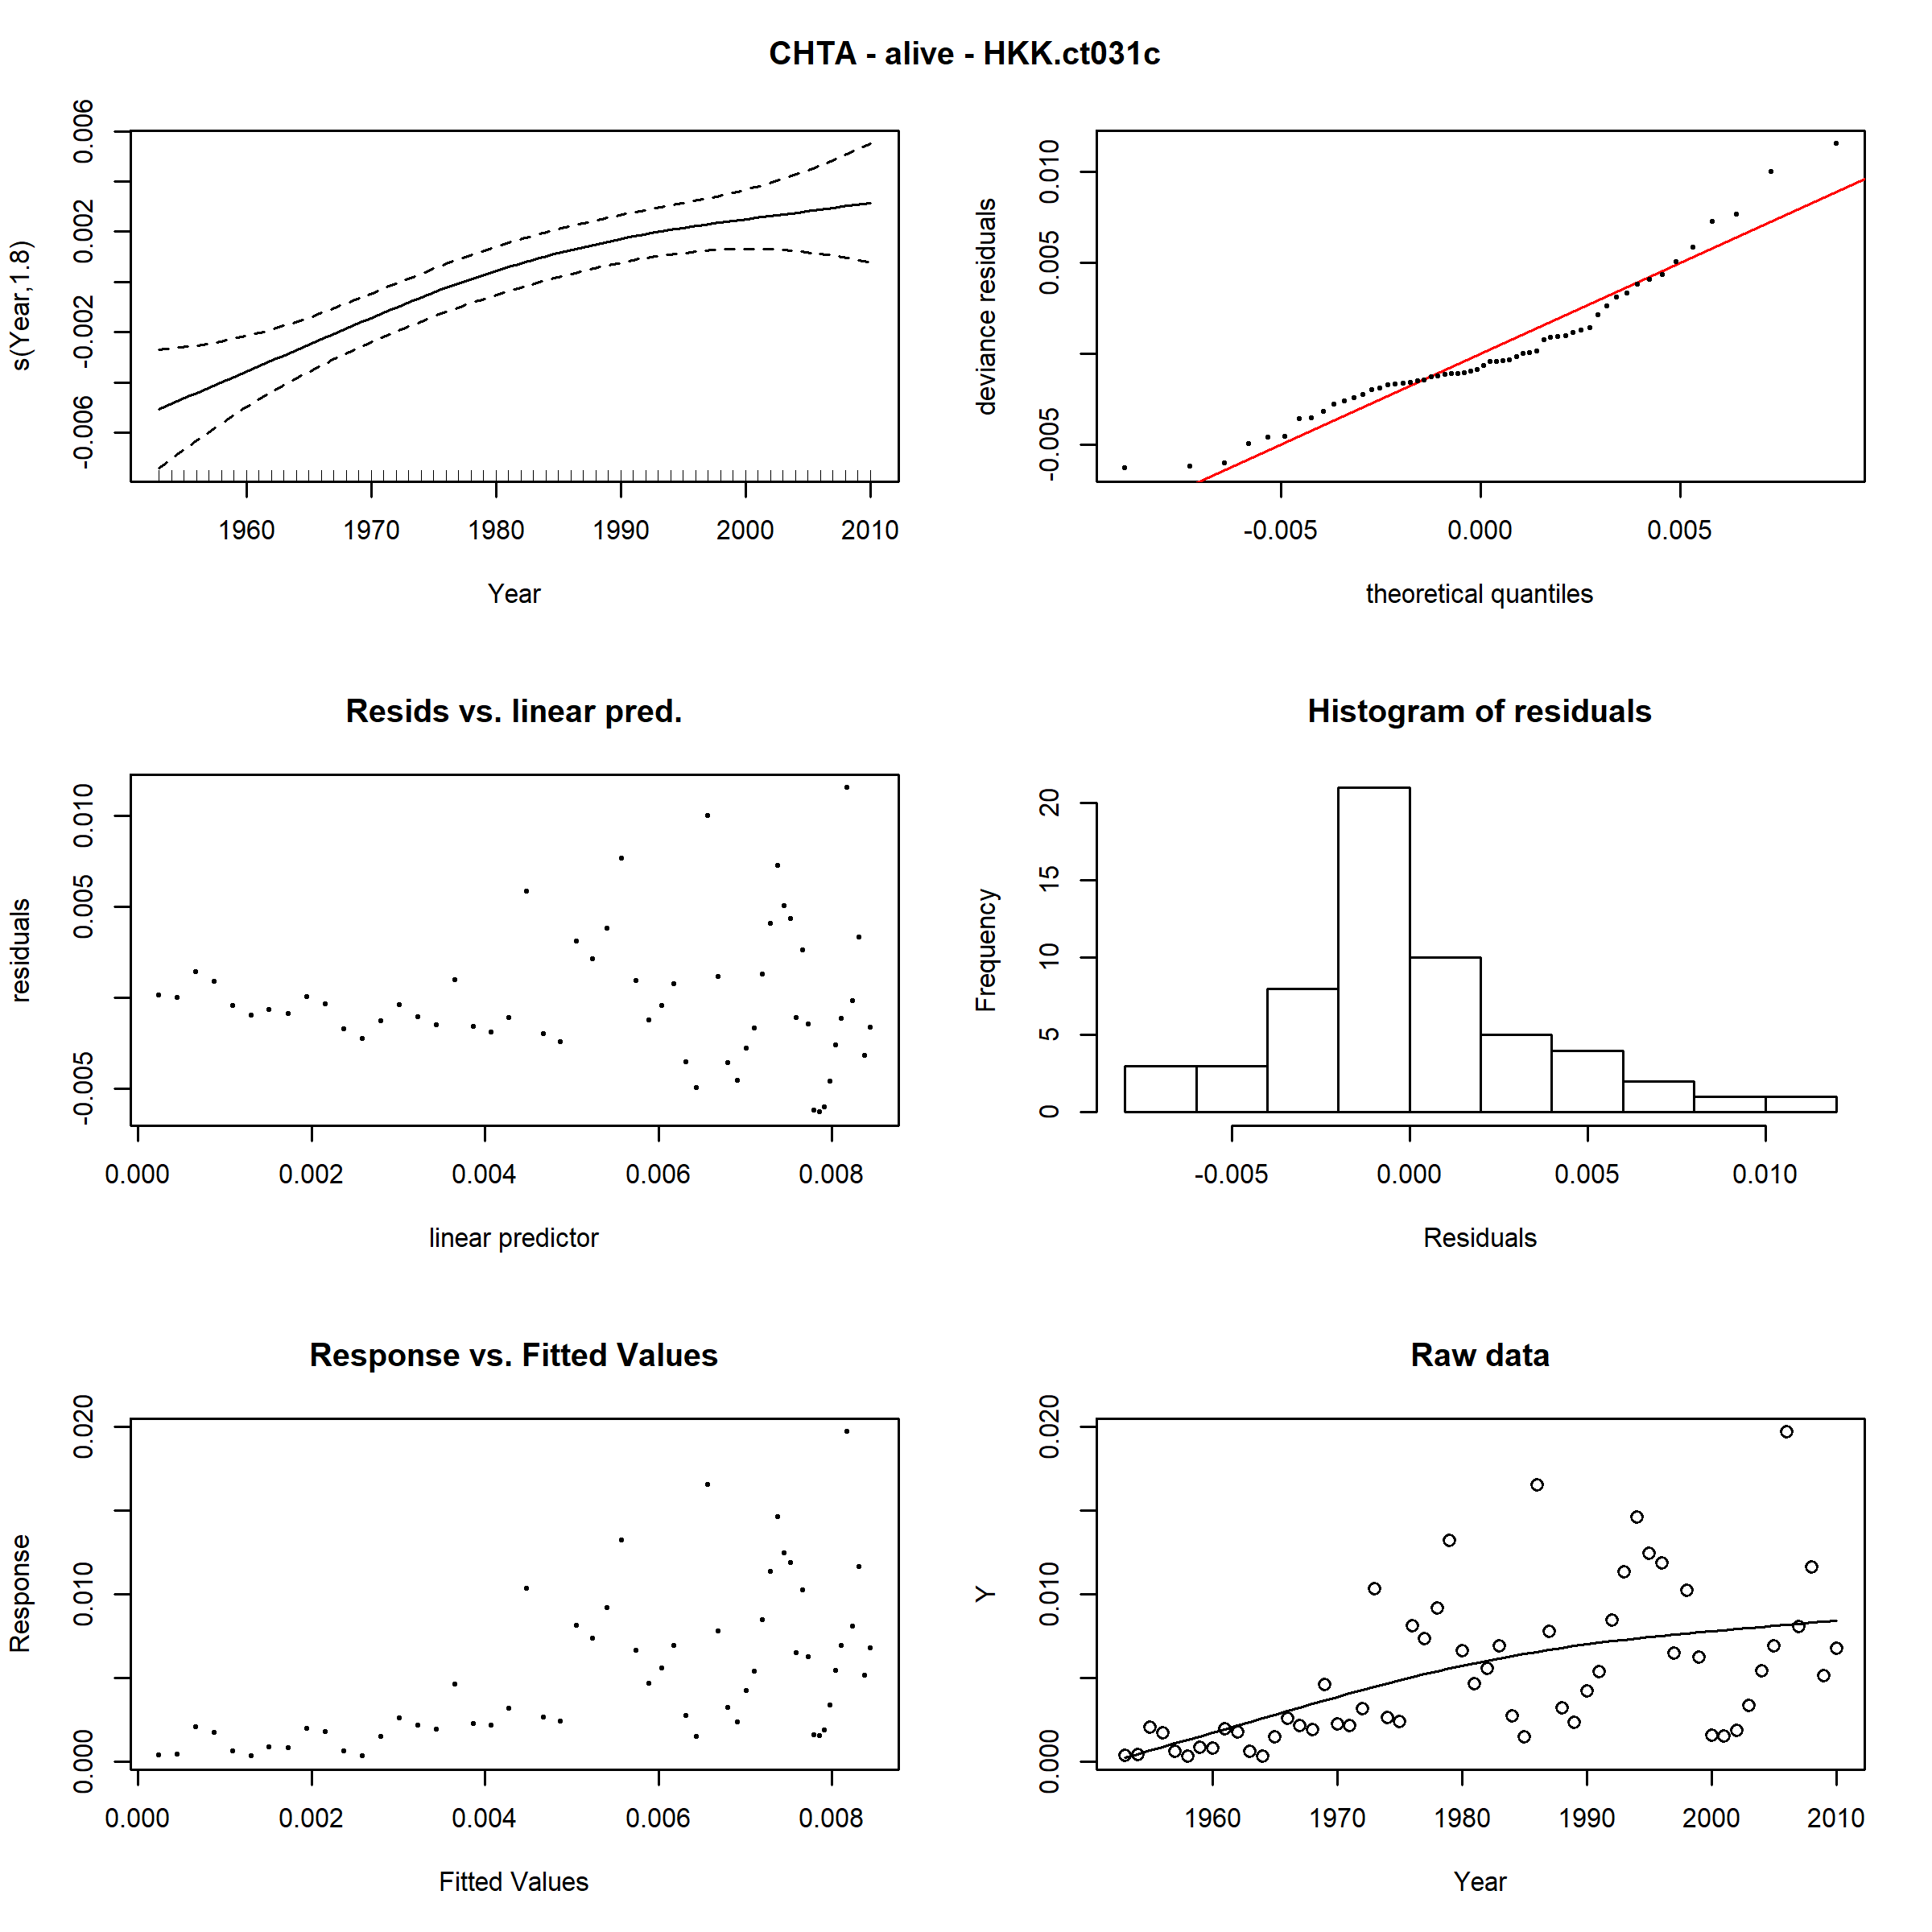 CHTA - alive - HKK.ct031c
s(Year,1.8)
-0.006 -0.002 0.002 0.006
1960 1970 1980 1990 2000 2010
Year
deviance residuals
-0.005 0.005 0.010
-0.005 0.000 0.005
theoretical quantiles
Resids vs. linear pred.
residuals
-0.005 0.005 0.010
0.000 0.002 0.004 0.006 0.008
linear predictor
Histogram of residuals
Frequency
0 5 10 15 20
-0.005 0.000 0.005 0.010
Residuals
Response vs. Fitted Values
Response
0.000 0.010 0.020
0.000 0.002 0.004 0.006 0.008
Fitted Values
Raw data
Y
0.000 0.010 0.020
1960 1970 1980 1990 2000 2010
Year